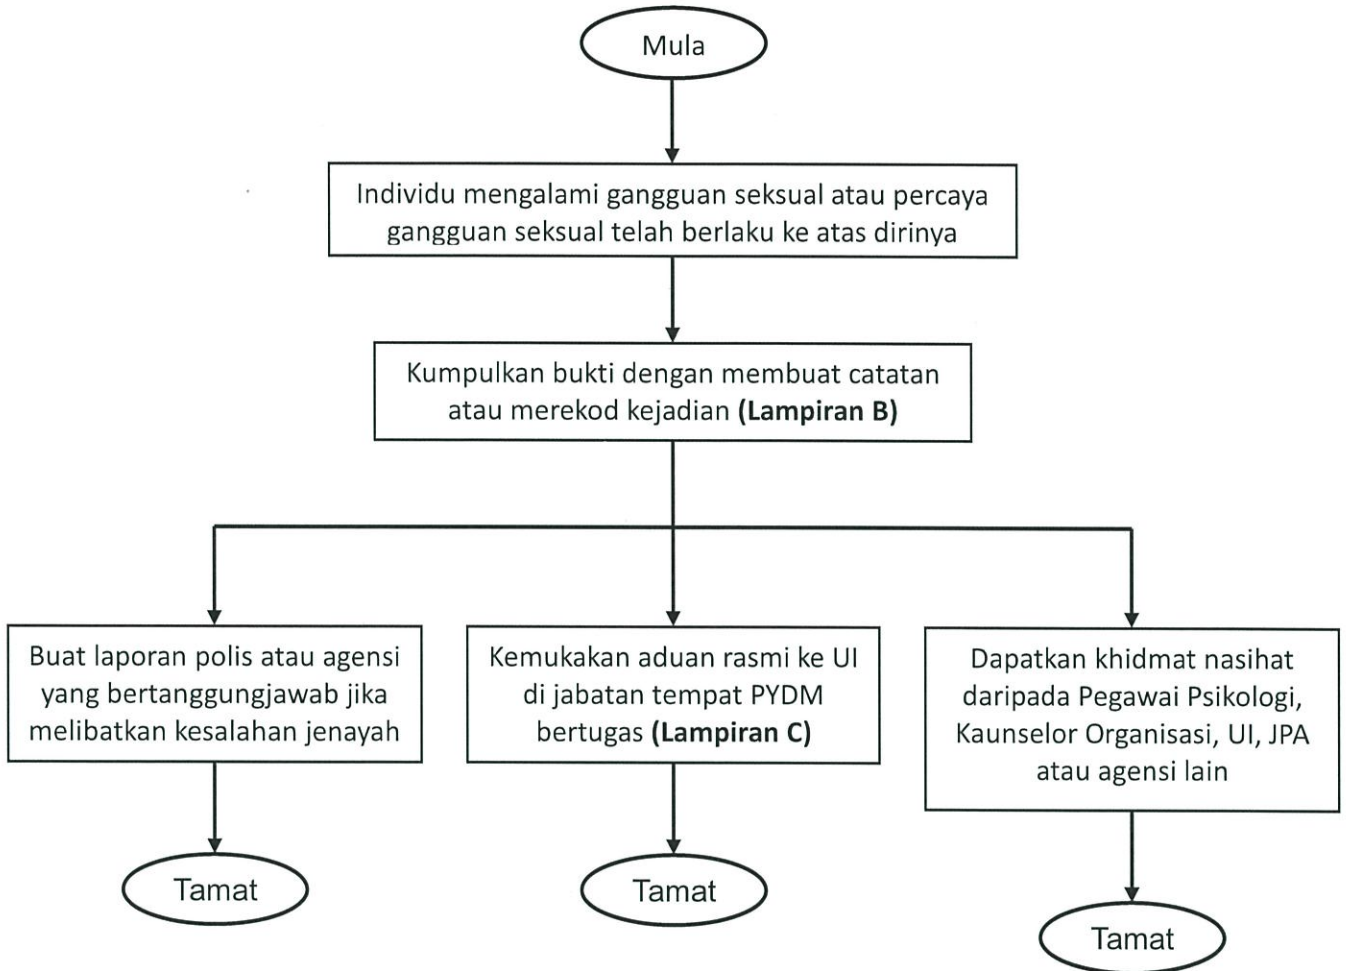 Mula
Individu mengalami gangguan seksual atau percaya
gangguan seksual telah berlaku ke atas dirinya
Kumpulkan bukti dengan membuat catatan
atau merekod kejadian (Lampiran B)
Buat laporan polis atau agensi
yang bertanggungjawab jika
melibatkan kesalahan jenayah
Kemukakan aduan rasmi ke UI
di jabatan tempat PYDM
bertugas (Lampiran C)
Dapatkan khidmat nasihat
daripada Pegawai Psikologi,
Kaunselor Organisasi, UI, JPA
atau agensi lain
Tamat
Tamat
Tamat